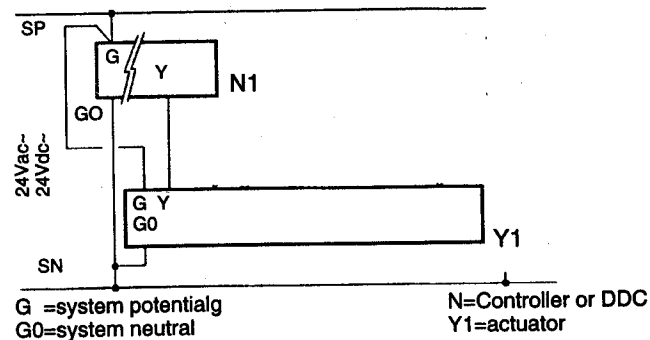 SP
G
Y
N1
GO
24Vac~
24Vdc~
G Y
G0
Y1
SN
G =system potentialg
G0=system neutral
N=Controller or DDC
Y1=actuator